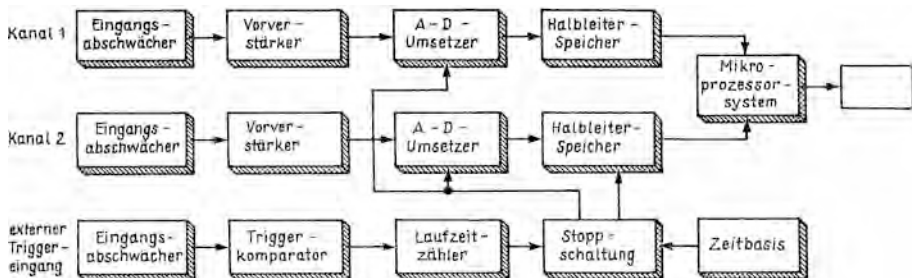 Kanal 1
Eingangs-
abschwächer
Vorver-
stärker
A-D-
Umsetzer
Halbleiter-
Speicher
Mikro-
prozessor-
system
Kanal 2
Eingangs-
abschwächer
Vorver-
stärker
A-D-
Umsetzer
Halbleiter-
Speicher
externer
Trigger-
eingang
Eingangs-
abschwächer
Trigger-
komparator
Laufzeit-
zähler
Stopp-
schaltung
Zeitbasis